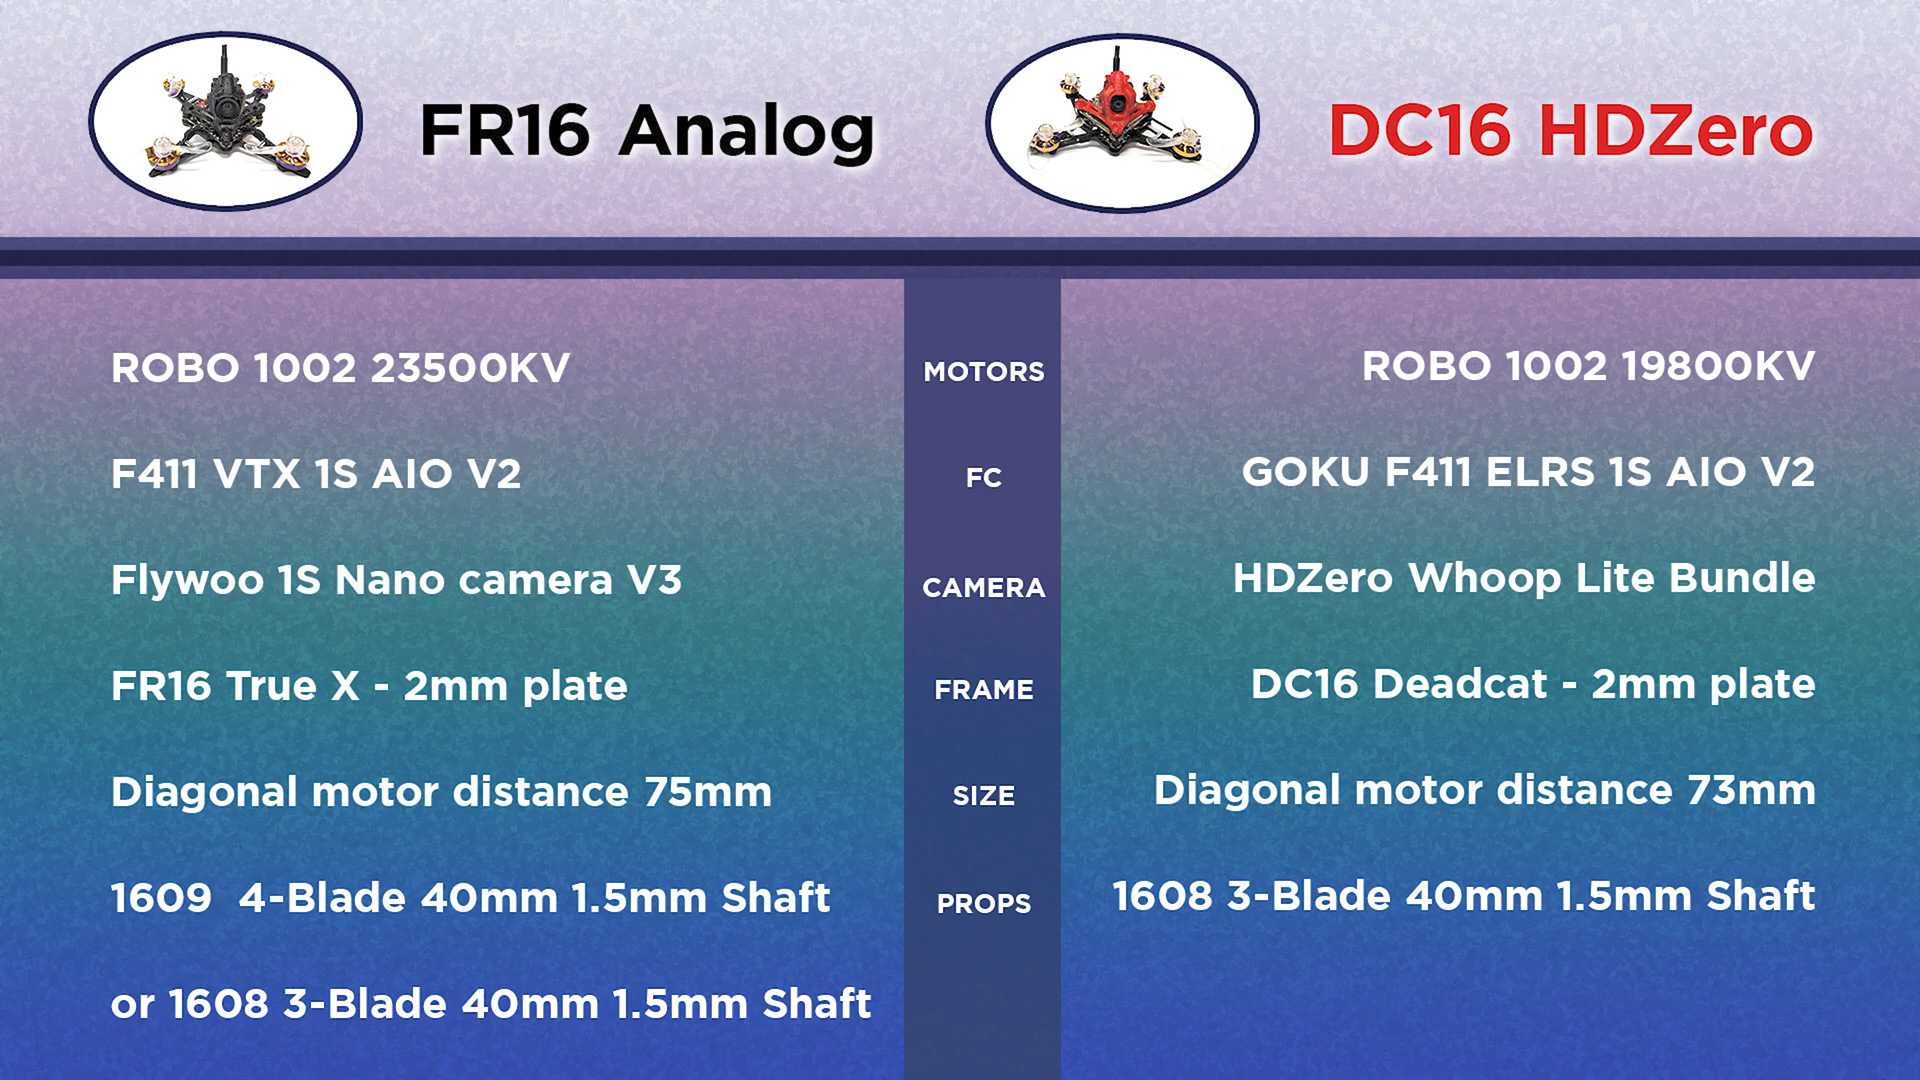 FR16 Analog
DC16 HDZero
ROBO 1002 23500KV
MOTORS
ROBO 1002 19800KV
F411 VTX 1S AIO V2
FC
GOKU F411 ELRS 1S AIO V2
Flywoo 1S Nano camera V3
CAMERA
HDZero Whoop Lite Bundle
FR16 True X - 2mm plate
FRAME
DC16 Deadcat - 2mm plate
Diagonal motor distance 75mm
SIZE
Diagonal motor distance 73mm
1609  4-Blade 40mm 1.5mm Shaft
PROPS
1608 3-Blade 40mm 1.5mm Shaft
or 1608 3-Blade 40mm 1.5mm Shaft